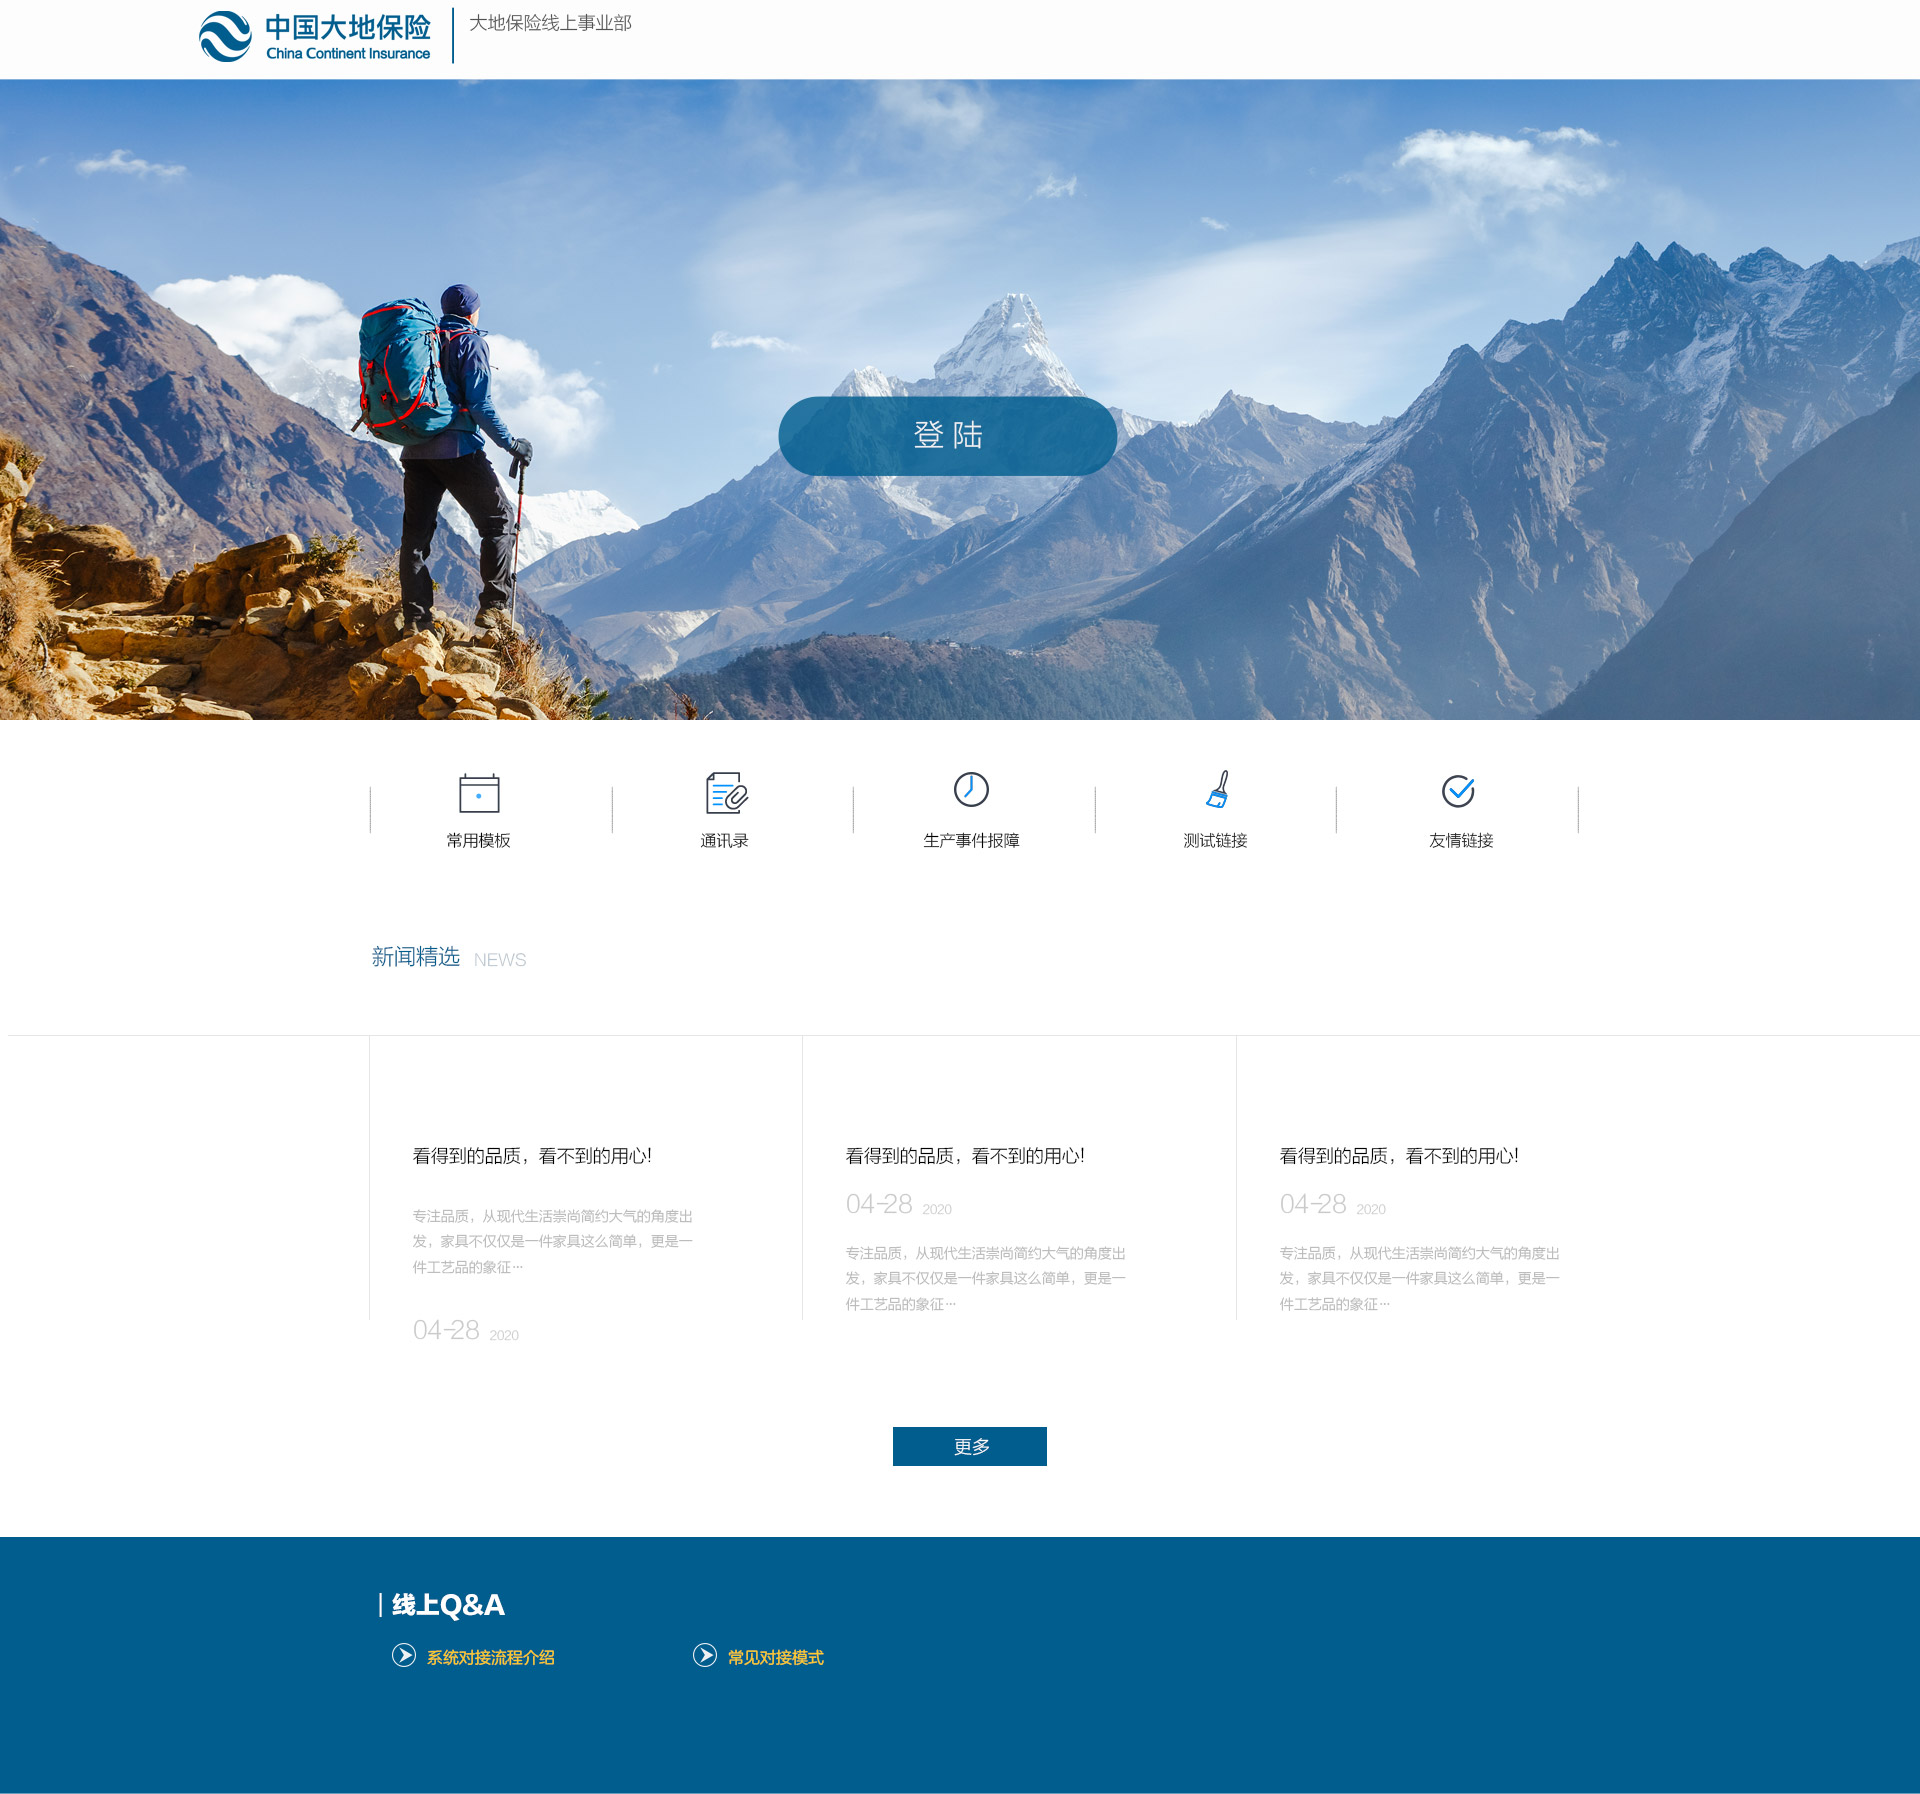 中国大地保险
China Continent Insurance
大地保险线上事业部
登 陆
常用模板
通讯录
生产事件报障
测试链接
友情链接
新闻精选 NEWS
看得到的品质，看不到的用心!
专注品质，从现代生活崇尚简约大气的角度出
发，家具不仅仅是一件家具这么简单，更是一
件工艺品的象征…
04-28 2020
看得到的品质，看不到的用心!
04-28 2020
专注品质，从现代生活崇尚简约大气的角度出
发，家具不仅仅是一件家具这么简单，更是一
件工艺品的象征…
看得到的品质，看不到的用心!
04-28 2020
专注品质，从现代生活崇尚简约大气的角度出
发，家具不仅仅是一件家具这么简单，更是一
件工艺品的象征…
更多
线上Q&A
系统对接流程介绍
常见对接模式